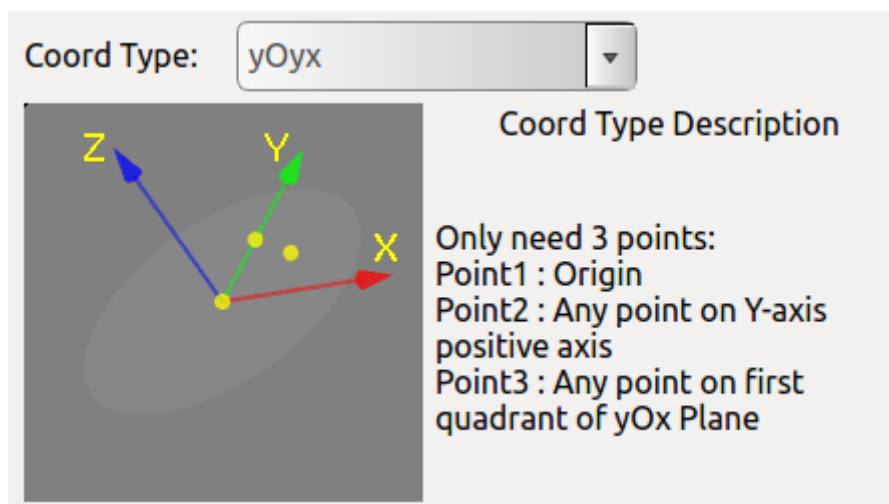 Coord Type: yOyx
Coord Type Description
Z
Y
X
Only need 3 points:
Point1 : Origin
Point2 : Any point on Y-axis
positive axis
Point3 : Any point on first
quadrant of yOx Plane